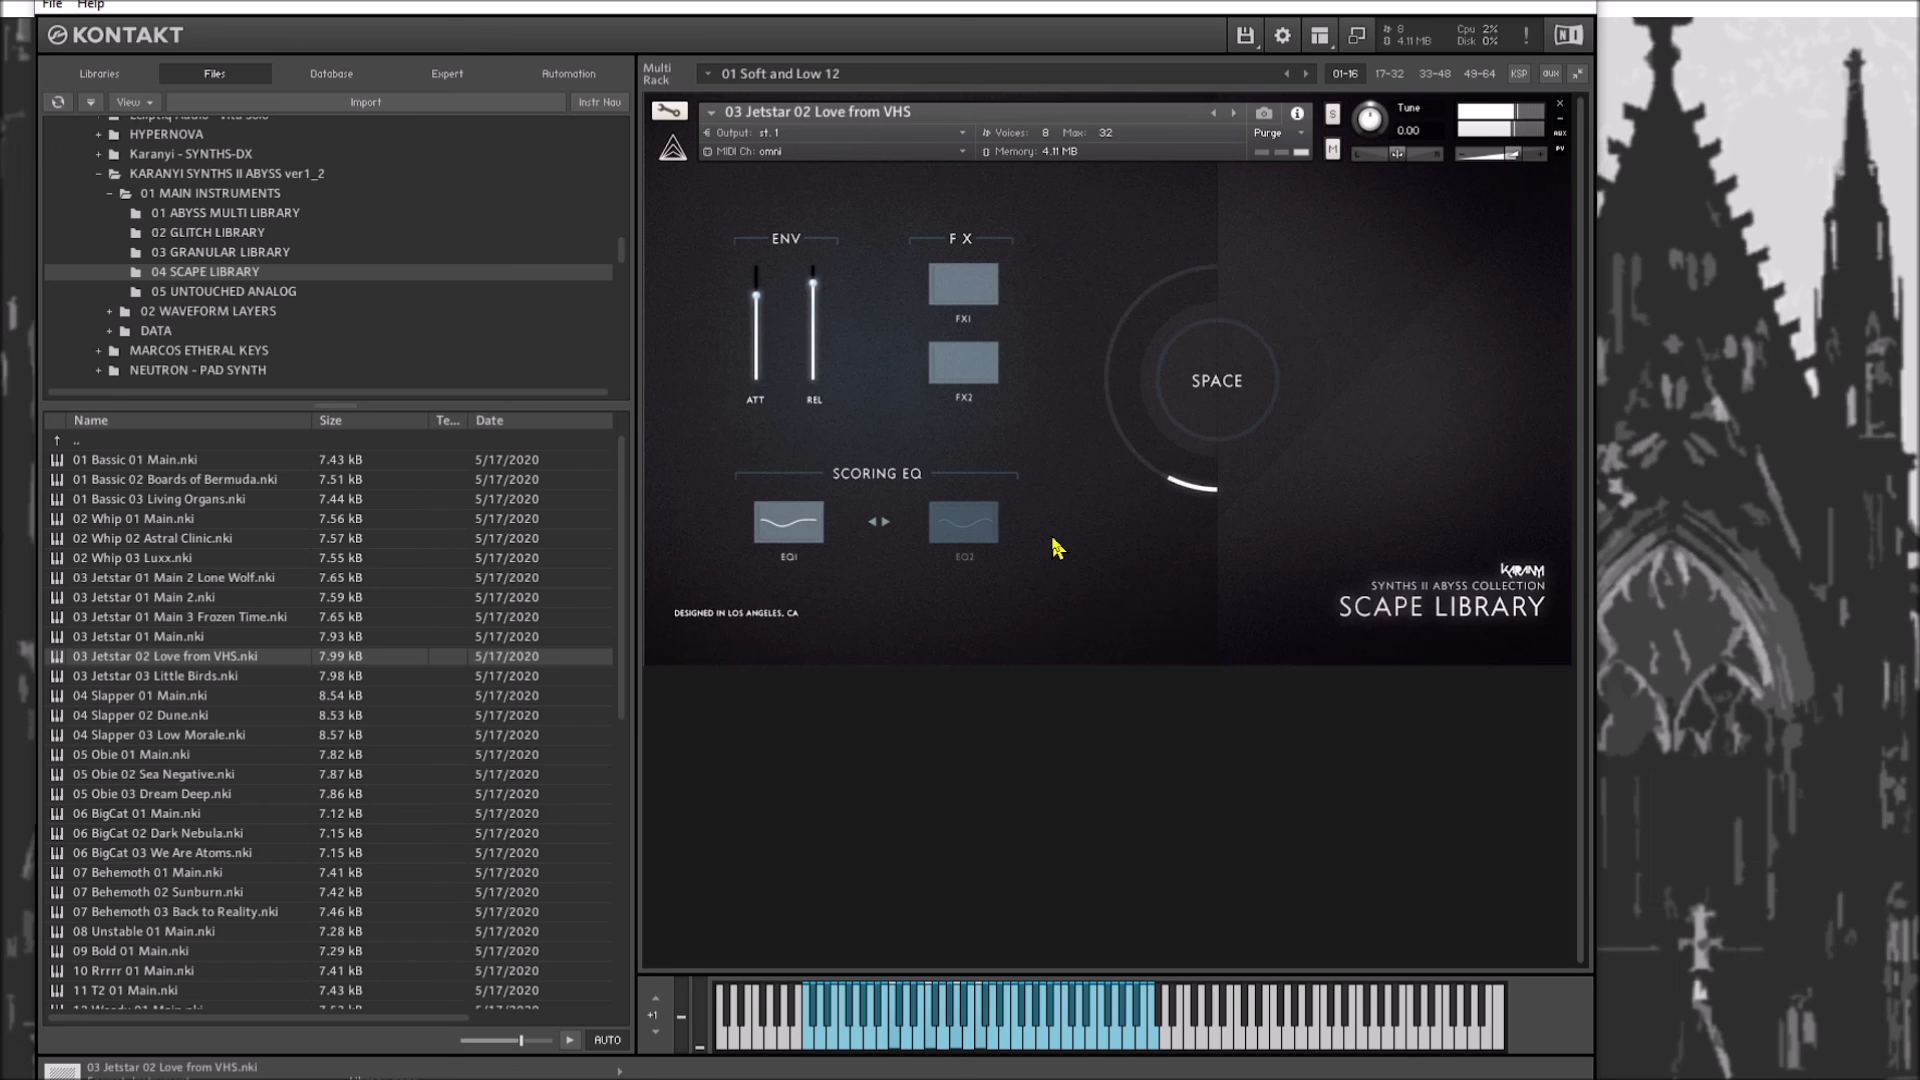 File Help
KONTAKT
8
4.11 MB
Cpu 2%
Disk 0%
!
Libraries Files Database Expert Automation
View Import Instr Nav
Multi Rack
01 Soft and Low 12
01-16 17-32 33-48 49-64 KSP AUX
HYPERNOVA
Karanyi - SYNTHS-DX
KARANYI SYNTHS II ABYSS ver1_2
01 MAIN INSTRUMENTS
01 ABYSS MULTI LIBRARY
02 GLITCH LIBRARY
03 GRANULAR LIBRARY
04 SCAPE LIBRARY
05 UNTOUCHED ANALOG
02 WAVEFORM LAYERS
DATA
MARCOS ETHERAL KEYS
NEUTRON - PAD SYNTH
Name Size Te... Date
..
01 Bassic 01 Main.nki 7.43 kB 5/17/2020
01 Bassic 02 Boards of Bermuda.nki 7.51 kB 5/17/2020
01 Bassic 03 Living Organs.nki 7.44 kB 5/17/2020
02 Whip 01 Main.nki 7.56 kB 5/17/2020
02 Whip 02 Astral Clinic.nki 7.57 kB 5/17/2020
02 Whip 03 Luxx.nki 7.55 kB 5/17/2020
03 Jetstar 01 Main 2 Lone Wolf.nki 7.65 kB 5/17/2020
03 Jetstar 01 Main 2.nki 7.59 kB 5/17/2020
03 Jetstar 01 Main 3 Frozen Time.nki 7.65 kB 5/17/2020
03 Jetstar 01 Main.nki 7.93 kB 5/17/2020
03 Jetstar 02 Love from VHS.nki 7.99 kB 5/17/2020
03 Jetstar 03 Little Birds.nki 7.98 kB 5/17/2020
04 Slapper 01 Main.nki 8.54 kB 5/17/2020
04 Slapper 02 Dune.nki 8.53 kB 5/17/2020
04 Slapper 03 Low Morale.nki 8.57 kB 5/17/2020
05 Obie 01 Main.nki 7.82 kB 5/17/2020
05 Obie 02 Sea Negative.nki 7.87 kB 5/17/2020
05 Obie 03 Dream Deep.nki 7.86 kB 5/17/2020
06 BigCat 01 Main.nki 7.12 kB 5/17/2020
06 BigCat 02 Dark Nebula.nki 7.15 kB 5/17/2020
06 BigCat 03 We Are Atoms.nki 7.15 kB 5/17/2020
07 Behemoth 01 Main.nki 7.41 kB 5/17/2020
07 Behemoth 02 Sunburn.nki 7.42 kB 5/17/2020
07 Behemoth 03 Back to Reality.nki 7.46 kB 5/17/2020
08 Unstable 01 Main.nki 7.28 kB 5/17/2020
09 Bold 01 Main.nki 7.29 kB 5/17/2020
10 Rrrrr 01 Main.nki 7.41 kB 5/17/2020
11 T2 01 Main.nki 7.43 kB 5/17/2020
AUTO
03 Jetstar 02 Love from VHS.nki
03 Jetstar 02 Love from VHS
Output: st. 1 Voices: 8 Max: 32 Purge
MIDI Ch: omni Memory: 4.11 MB
S
M
Tune
0.00
L R
AUX
PV
ENV FX
ATT REL
FX1
FX2
SPACE
SCORING EQ
EQ1 EQ2
DESIGNED IN LOS ANGELES, CA
KARANYI
SYNTHS II ABYSS COLLECTION
SCAPE LIBRARY
+1